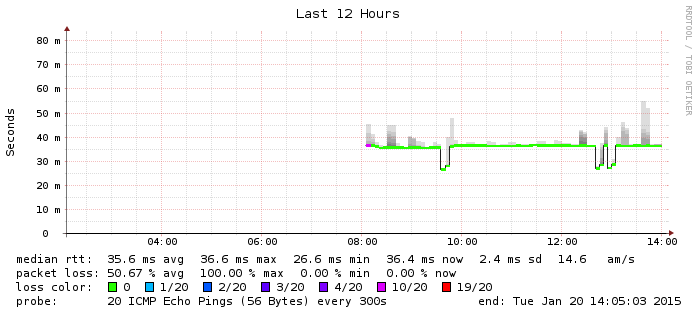 Last 12 Hours
RRDTOOL / TOBI OETIKER
Seconds
80 m
70 m
60 m
50 m
40 m
30 m
20 m
10 m
0
04:00 06:00 08:00 10:00 12:00 14:00
median rtt: 35.6 ms avg 36.6 ms max 26.6 ms min 36.4 ms now 2.4 ms sd 14.6 am/s
packet loss: 50.67 % avg 100.00 % max 0.00 % min 0.00 % now
loss color: 0 1/20 2/20 3/20 4/20 10/20 19/20
probe: 20 ICMP Echo Pings (56 Bytes) every 300s end: Tue Jan 20 14:05:03 2015